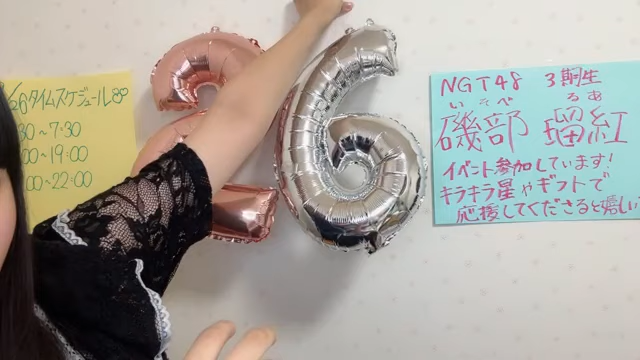 /26タイムスケジュール
30~7:30
00~19:00
00~22:00
26
NGT48 3期生
いそべ るあ
磯部 瑠紅
イベント参加しています!
キラキラ星やギフトで
応援してくださると嬉しい